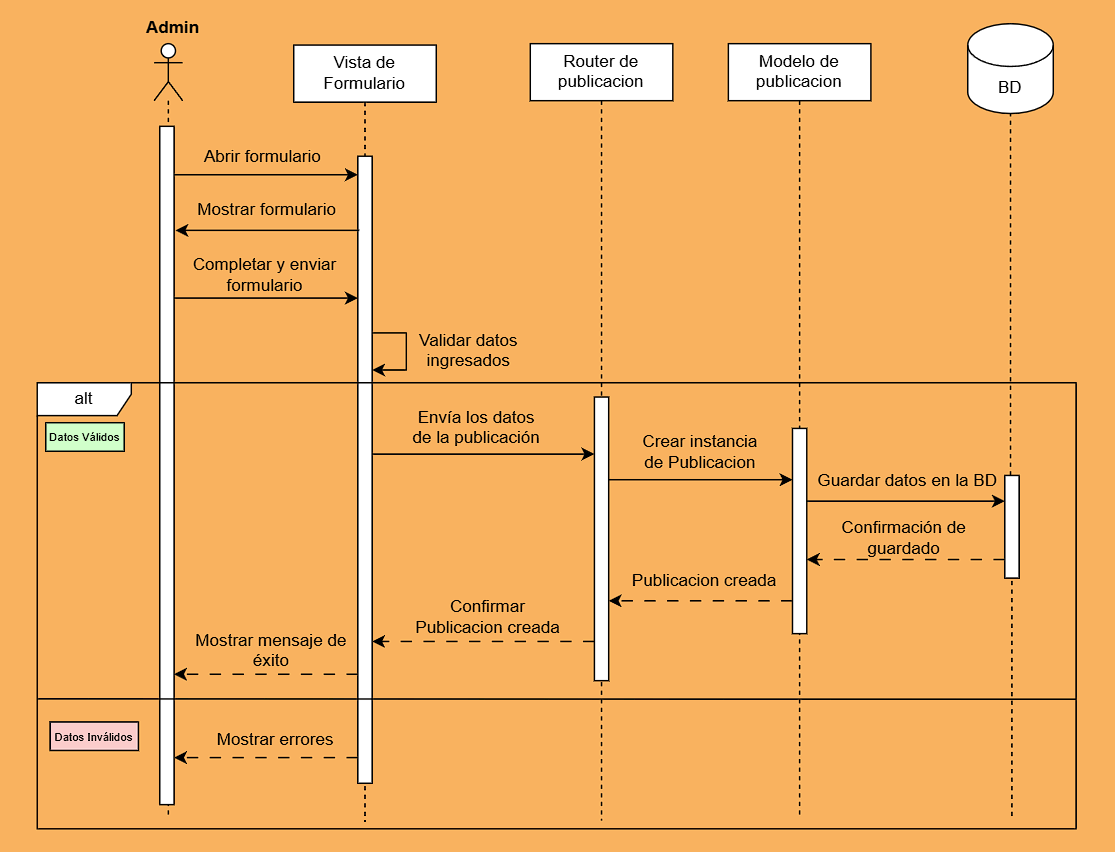 Admin
Vista de
Formulario
Router de
publicacion
Modelo de
publicacion
BD
Abrir formulario
Mostrar formulario
Completar y enviar
formulario
Validar datos
ingresados
alt
Datos Válidos
Envía los datos
de la publicación
Crear instancia
de Publicacion
Guardar datos en la BD
Confirmación de
guardado
Publicacion creada
Confirmar
Publicacion creada
Mostrar mensaje de
éxito
Datos Inválidos
Mostrar errores